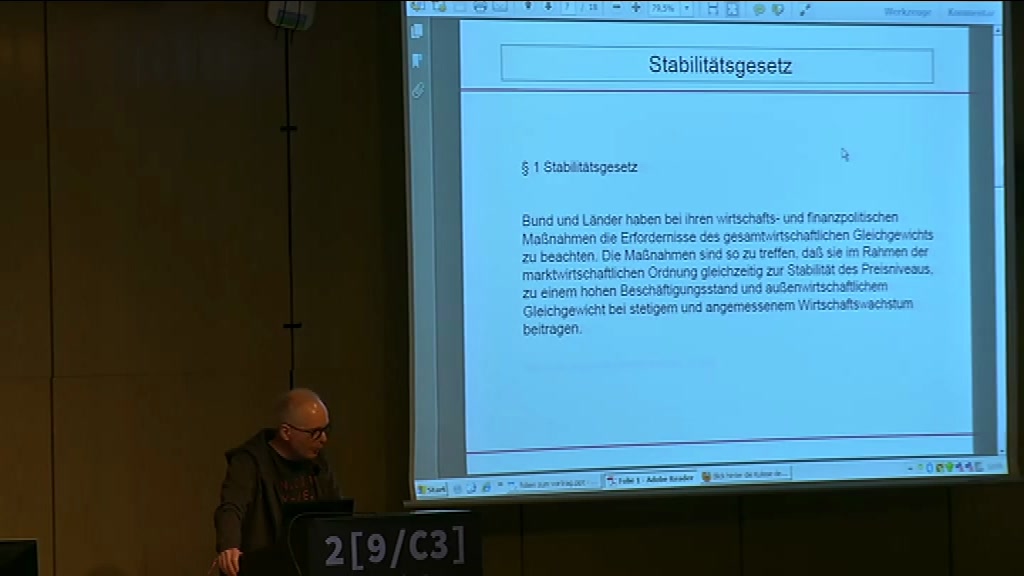 7 / 18
79,5%
Werkzeuge
Kommentar
Stabilitätsgesetz
§ 1 Stabilitätsgesetz
Bund und Länder haben bei ihren wirtschafts- und finanzpolitischen
Maßnahmen die Erfordernisse des gesamtwirtschaftlichen Gleichgewichts
zu beachten. Die Maßnahmen sind so zu treffen, daß sie im Rahmen der
marktwirtschaftlichen Ordnung gleichzeitig zur Stabilität des Preisniveaus,
zu einem hohen Beschäftigungsstand und außenwirtschaftlichem
Gleichgewicht bei stetigem und angemessenem Wirtschaftswachstum
beitragen.
Start
Folie 1 - Adobe Reader
2[9/C3]